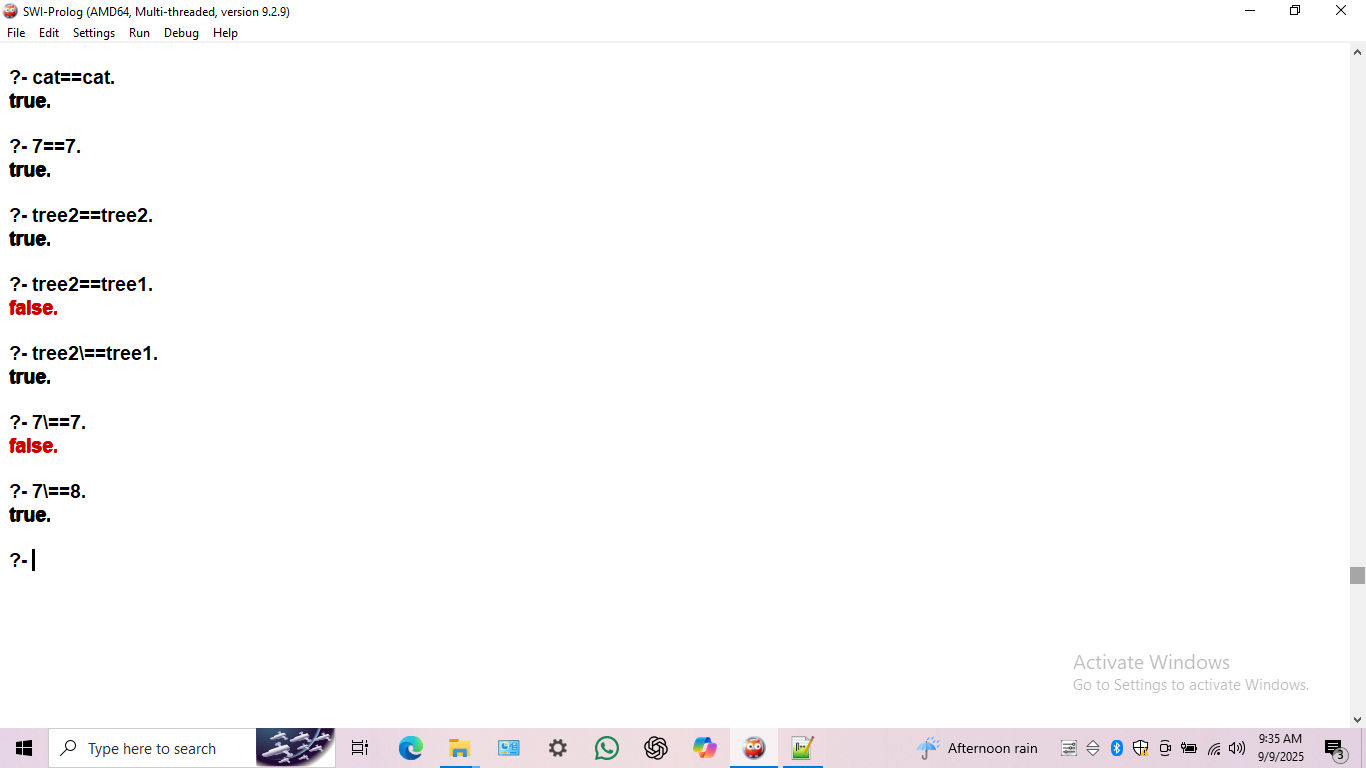 SWI-Prolog (AMD64, Multi-threaded, version 9.2.9)
File Edit Settings Run Debug Help
?- cat==cat.
true.
?- 7==7.
true.
?- tree2==tree2.
true.
?- tree2==tree1.
false.
?- tree2\==tree1.
true.
?- 7\==7.
false.
?- 7\==8.
true.
?-
Activate Windows
Go to Settings to activate Windows.
Type here to search
Afternoon rain
9:35 AM
9/9/2025
3